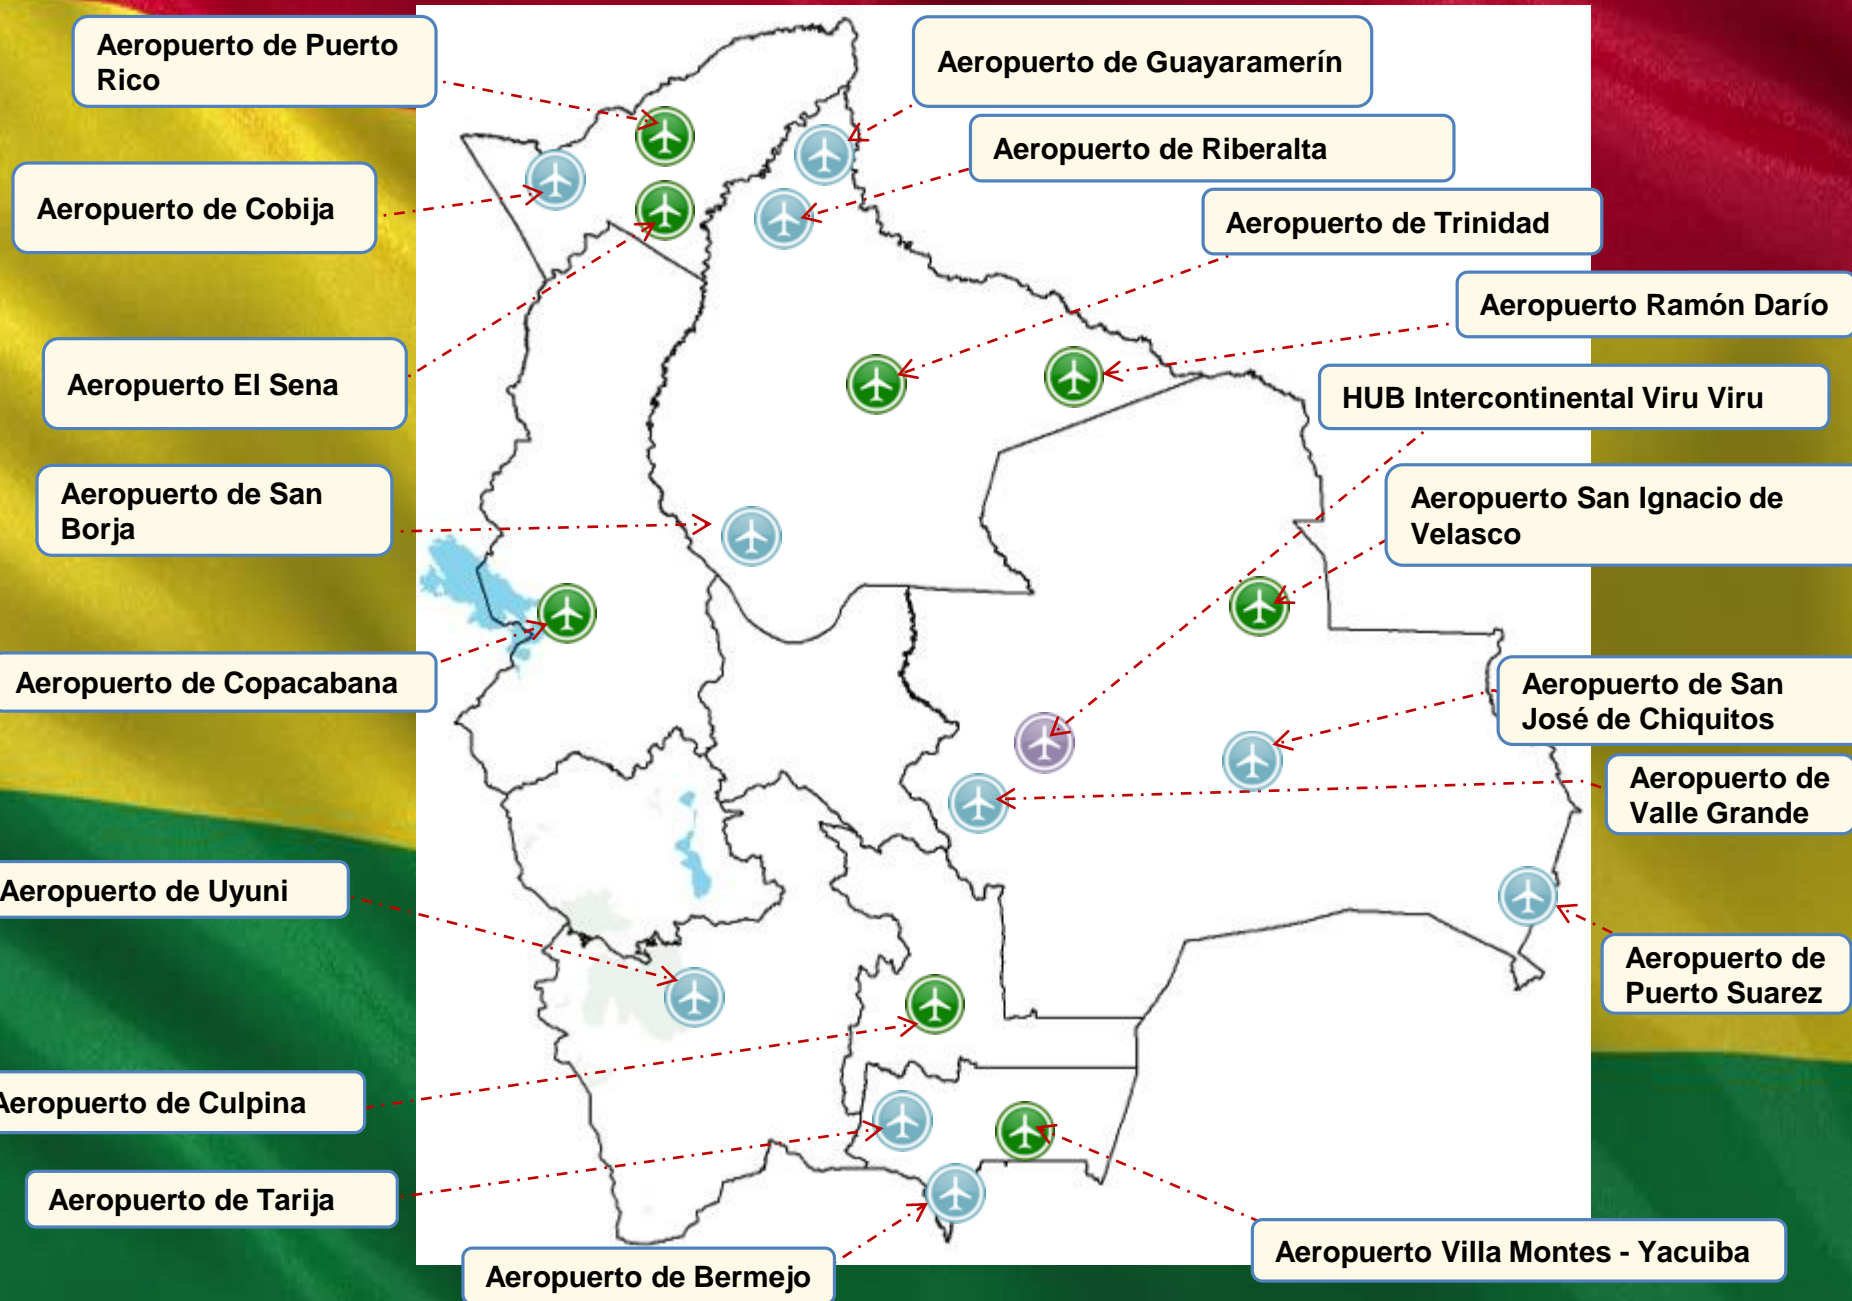 Aeropuerto de Puerto
Rico
Aeropuerto de Guayaramerín
Aeropuerto de Riberalta
Aeropuerto de Cobija
Aeropuerto de Trinidad
Aeropuerto Ramón Darío
Aeropuerto El Sena
HUB Intercontinental Viru Viru
Aeropuerto de San
Borja
Aeropuerto San Ignacio de
Velasco
Aeropuerto de Copacabana
Aeropuerto de San
José de Chiquitos
Aeropuerto de
Valle Grande
Aeropuerto de Uyuni
Aeropuerto de
Puerto Suarez
Aeropuerto de Culpina
Aeropuerto de Tarija
Aeropuerto Villa Montes - Yacuiba
Aeropuerto de Bermejo